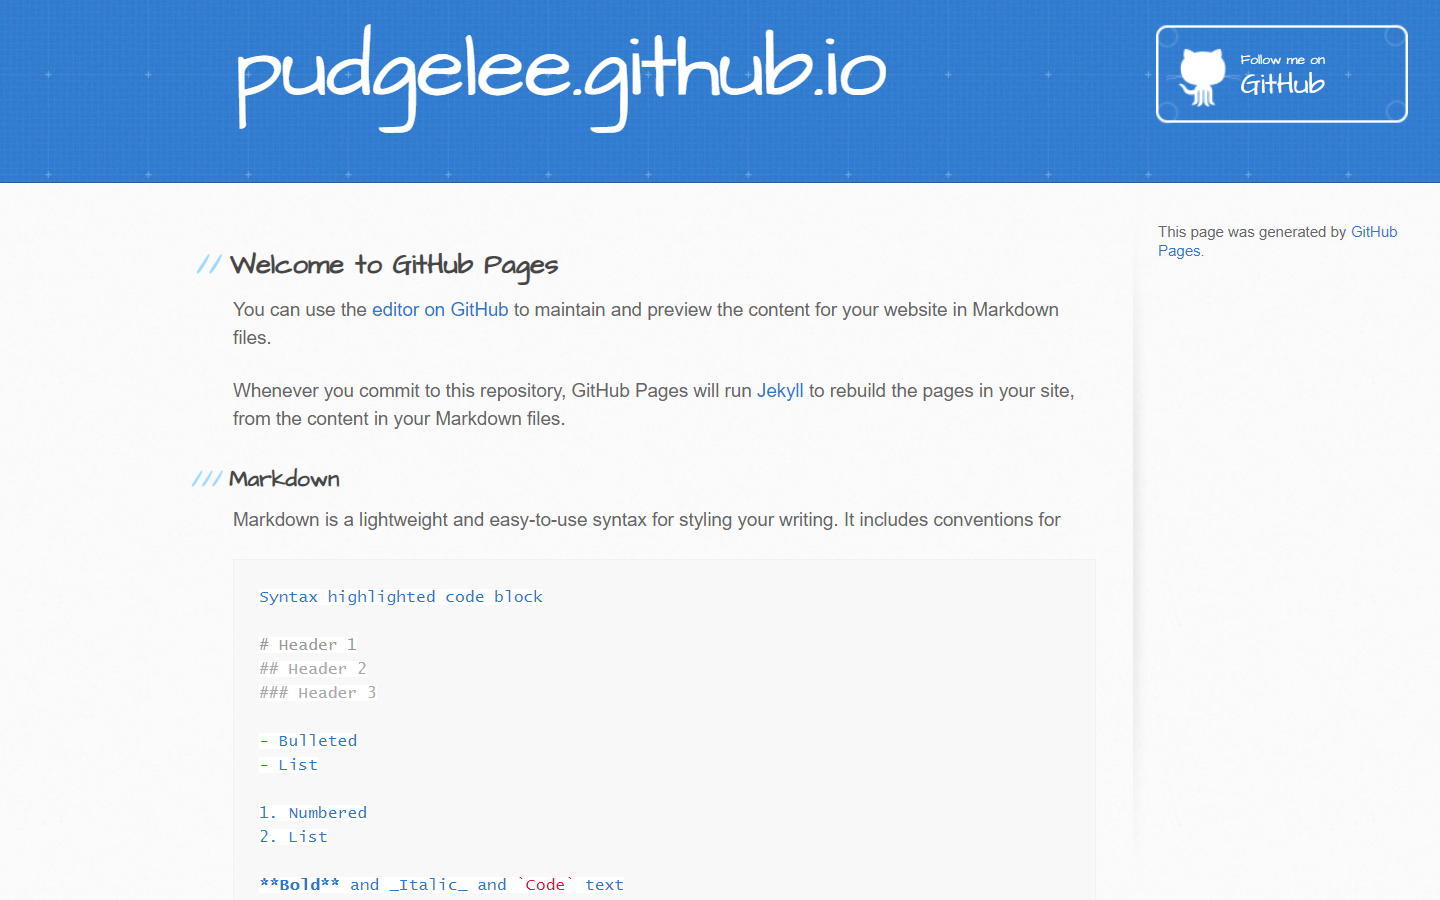 pudgelee.github.io
Follow me on
GitHub
This page was generated by GitHub
Pages.
// Welcome to GitHub Pages
You can use the editor on GitHub to maintain and preview the content for your website in Markdown
files.
Whenever you commit to this repository, GitHub Pages will run Jekyll to rebuild the pages in your site,
from the content in your Markdown files.
/// Markdown
Markdown is a lightweight and easy-to-use syntax for styling your writing. It includes conventions for
Syntax highlighted code block
# Header 1
## Header 2
### Header 3
- Bulleted
- List
1. Numbered
2. List
**Bold** and _Italic_ and `Code` text